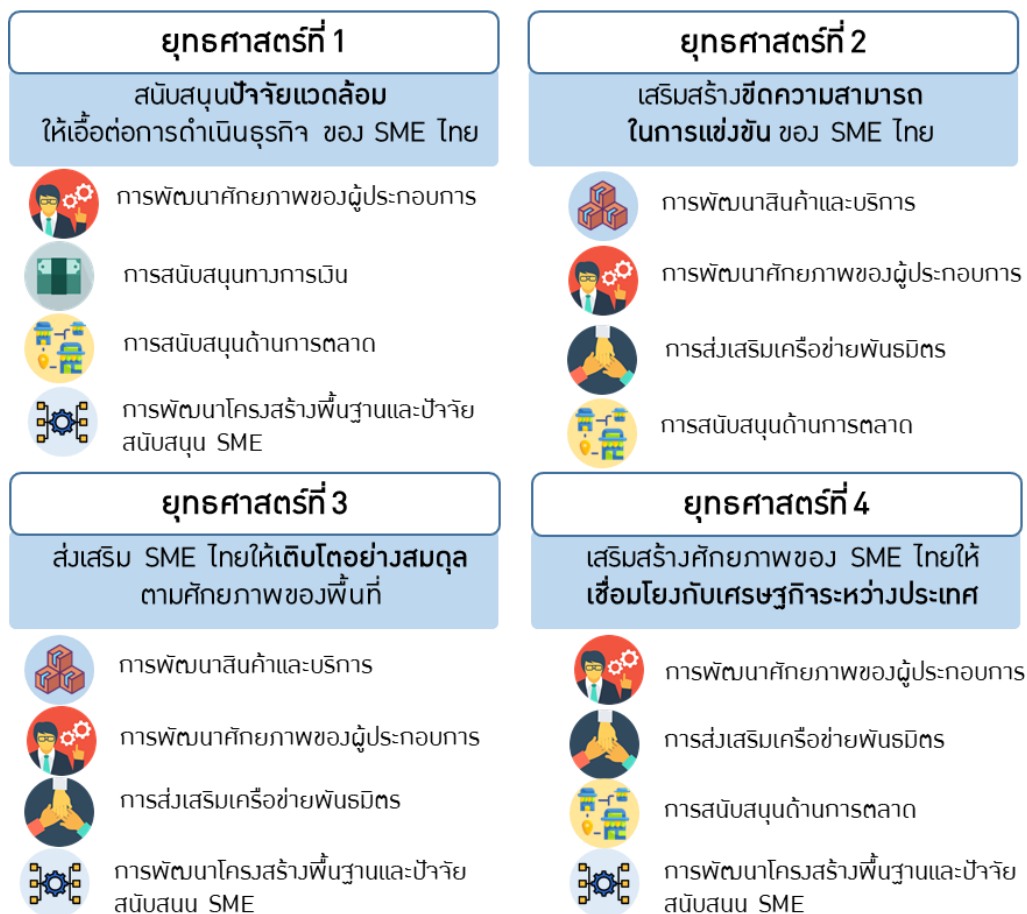 ยุทธศาสตร์ที่ 1
สนับสนุนปัจจัยแวดล้อม
ให้เอื้อต่อการดำเนินธุรกิจ ของ SME ไทย
การพัฒนาศักยภาพของผู้ประกอบการ
การสนับสนุนทางการเงิน
การสนับสนุนด้านการตลาด
การพัฒนาโครงสร้างพื้นฐานและปัจจัย
สนับสนุน SME
ยุทธศาสตร์ที่ 2
เสริมสร้างขีดความสามารถ
ในการแข่งขัน ของ SME ไทย
การพัฒนาสินค้าและบริการ
การพัฒนาศักยภาพของผู้ประกอบการ
การส่งเสริมเครือข่ายพันธมิตร
การสนับสนุนด้านการตลาด
ยุทธศาสตร์ที่ 3
ส่งเสริม SME ไทยให้เติบโตอย่างสมดุล
ตามศักยภาพของพื้นที่
การพัฒนาสินค้าและบริการ
การพัฒนาศักยภาพของผู้ประกอบการ
การส่งเสริมเครือข่ายพันธมิตร
การพัฒนาโครงสร้างพื้นฐานและปัจจัย
สนับสนุน SME
ยุทธศาสตร์ที่ 4
เสริมสร้างศักยภาพของ SME ไทยให้
เชื่อมโยงกับเศรษฐกิจระหว่างประเทศ
การพัฒนาศักยภาพของผู้ประกอบการ
การส่งเสริมเครือข่ายพันธมิตร
การสนับสนุนด้านการตลาด
การพัฒนาโครงสร้างพื้นฐานและปัจจัย
สนับสนุน SME